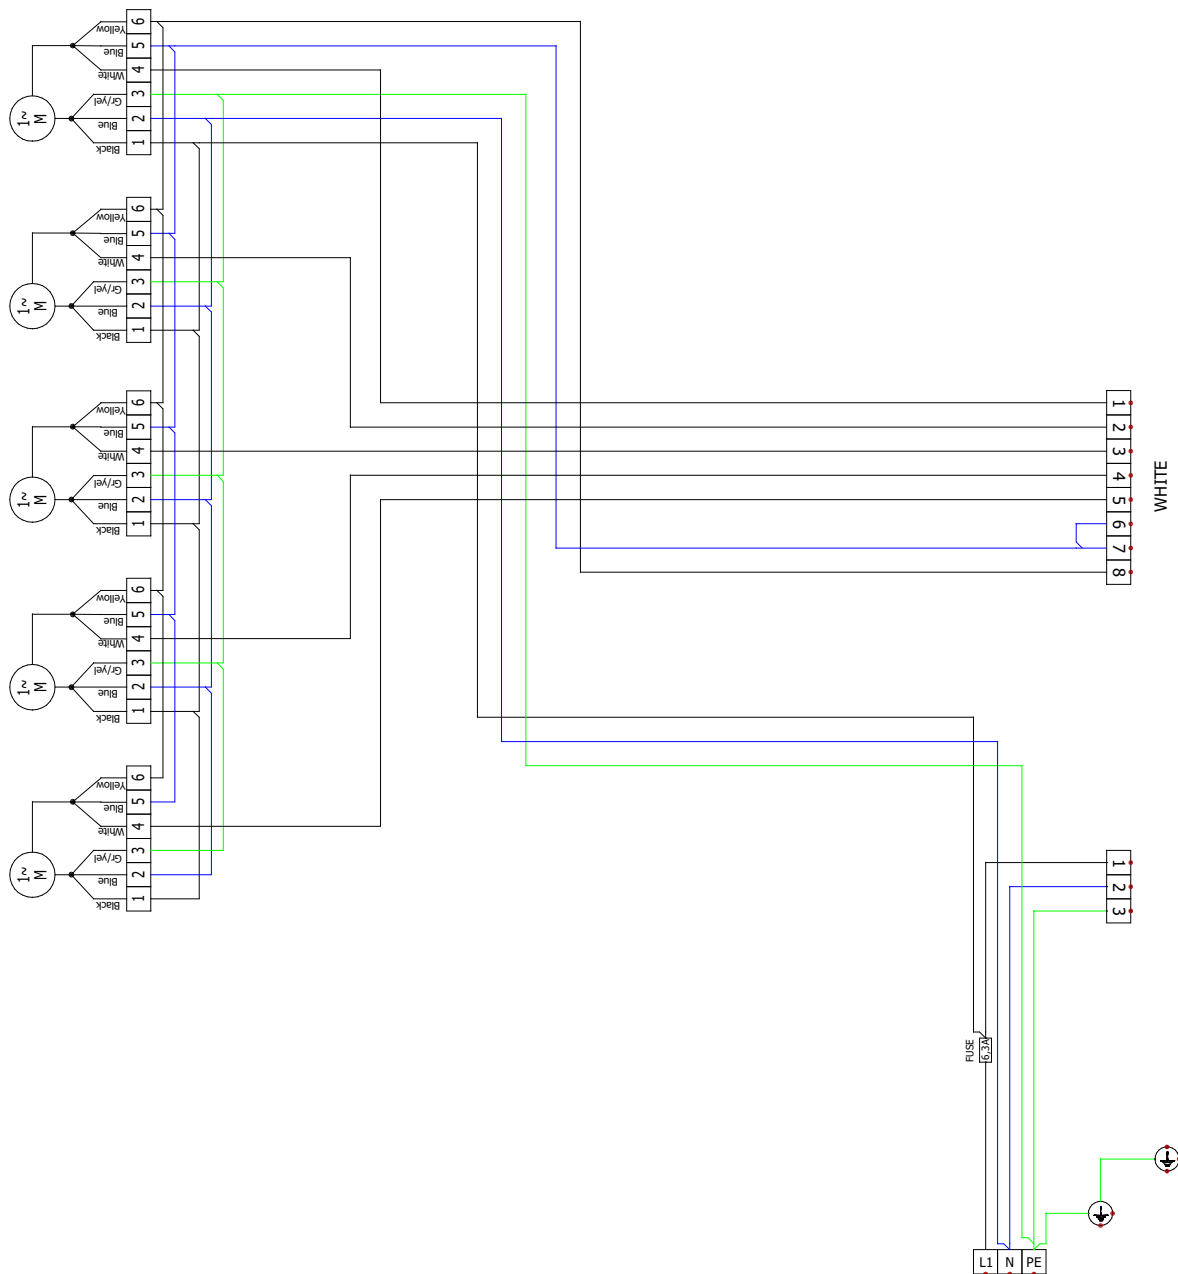 6
Yellow
5
Blue
4
White
3
Gr/yel
2
Blue
1
Black
1~
M
6
Yellow
5
Blue
4
White
3
Gr/yel
2
Blue
1
Black
1~
M
6
Yellow
5
Blue
4
White
3
Gr/yel
2
Blue
1
Black
1~
M
6
Yellow
5
Blue
4
White
3
Gr/yel
2
Blue
1
Black
1~
M
6
Yellow
5
Blue
4
White
3
Gr/yel
2
Blue
1
Black
1~
M
1
2
3
4
5
6
7
8
WHITE
1
2
3
FUSE
6,3A
L1 N PE